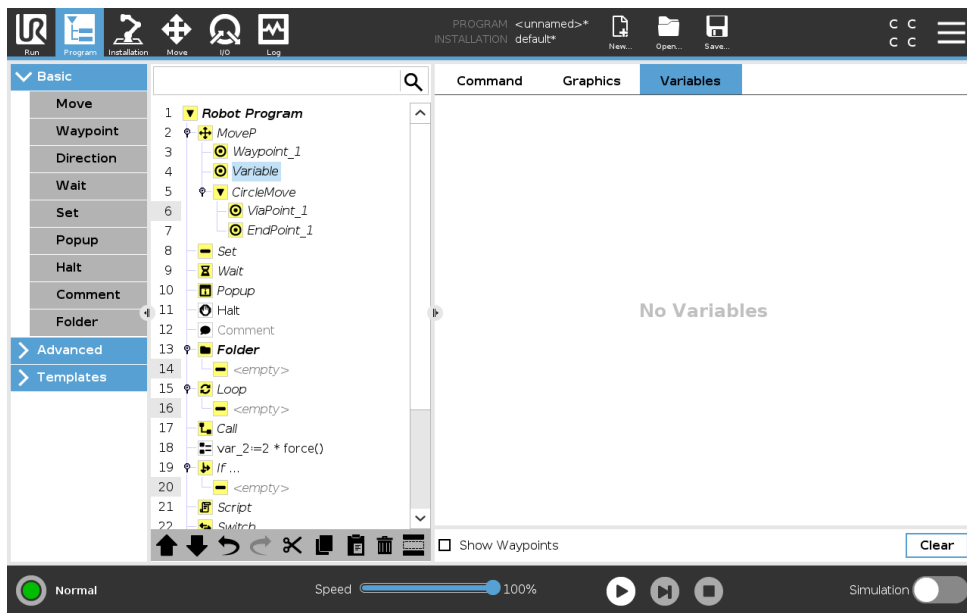 PROGRAM <unnamed>*
INSTALLATION default*
Run
Program
Installation
Move
I/O
Log
New...
Open...
Save...
C C
C C
Basic
Move
Waypoint
Direction
Wait
Set
Popup
Halt
Comment
Folder
Advanced
Templates
1 Robot Program
2 MoveP
3 Waypoint_1
4 Variable
5 CircleMove
6 ViaPoint_1
7 EndPoint_1
8 Set
9 Wait
10 Popup
11 Halt
12 Comment
13 Folder
14 <empty>
15 Loop
16 <empty>
17 Call
18 var_2:=2 * force()
19 If ...
20 <empty>
21 Script
22 Switch
Command Graphics Variables
No Variables
Show Waypoints
Clear
Normal
Speed 100%
Simulation